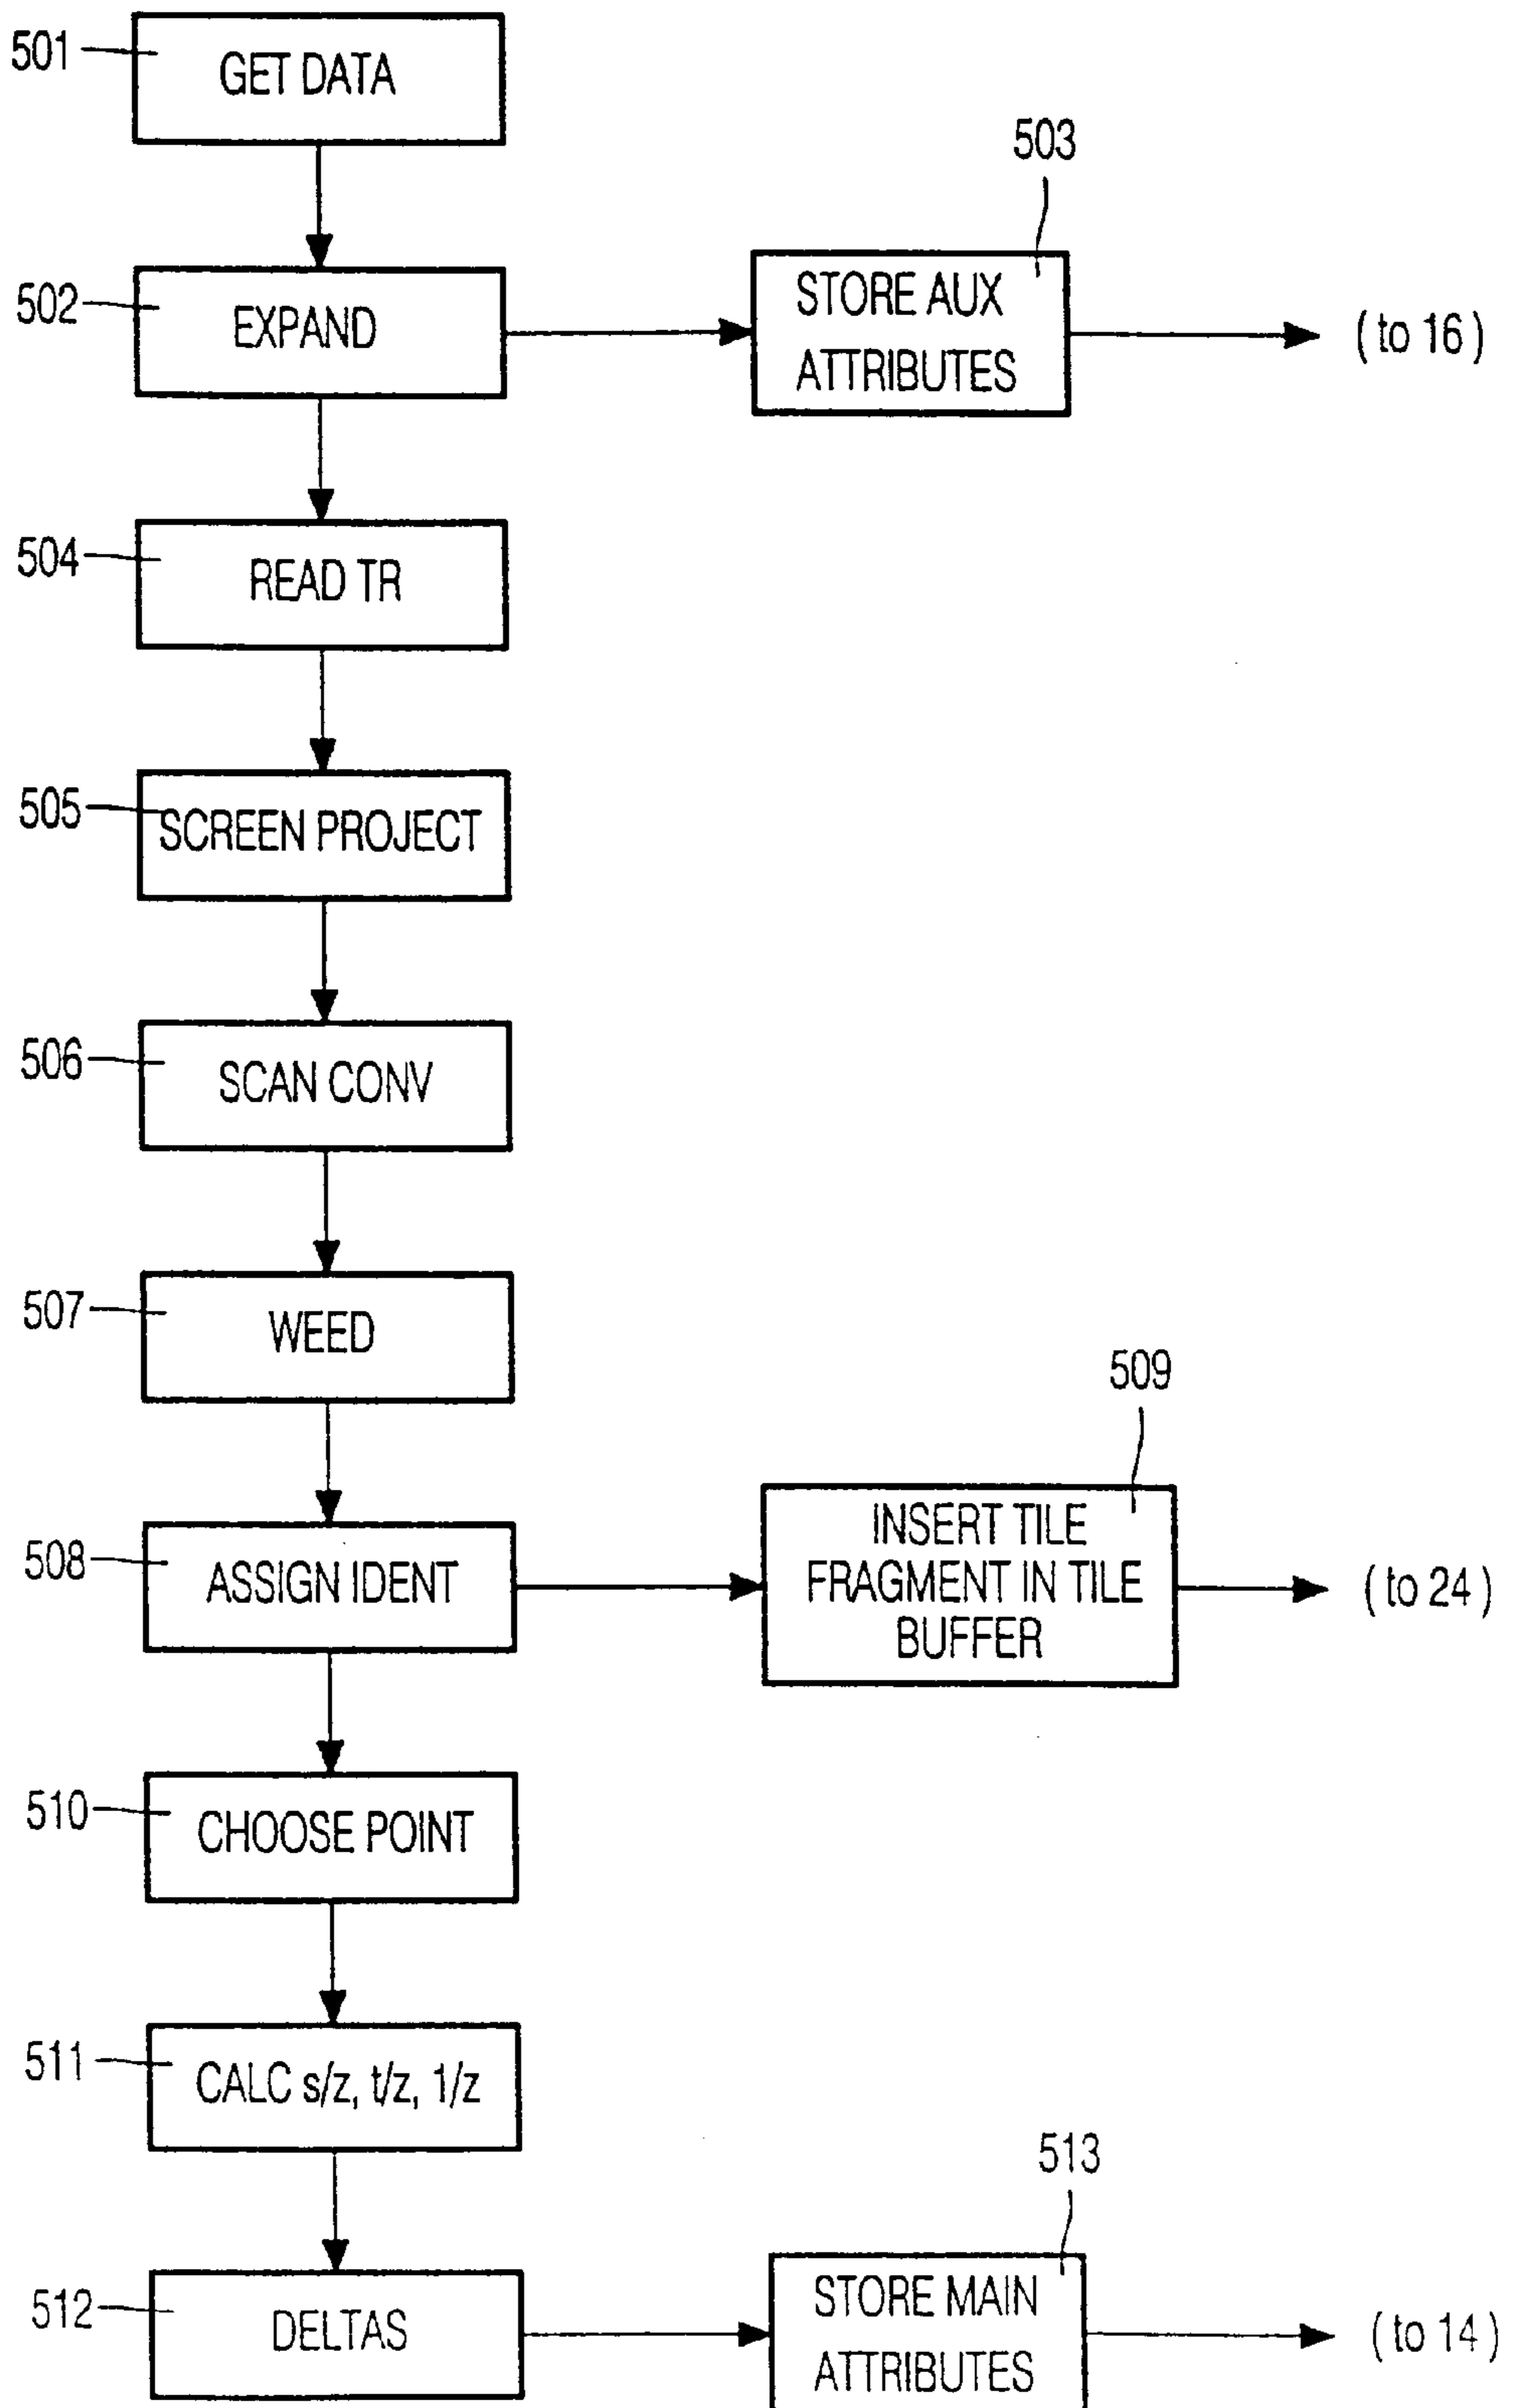 501
GET DATA
503
502
EXPAND
STORE AUX
ATTRIBUTES
( to 16 )
504
READ TR
505
SCREEN PROJECT
506
SCAN CONV
507
WEED
509
508
ASSIGN IDENT
INSERT TILE
FRAGMENT IN TILE
BUFFER
( to 24 )
510
CHOOSE POINT
511
CALC s/z, t/z, 1/z
513
512
DELTAS
STORE MAIN
ATTRIBUTES
( to 14 )